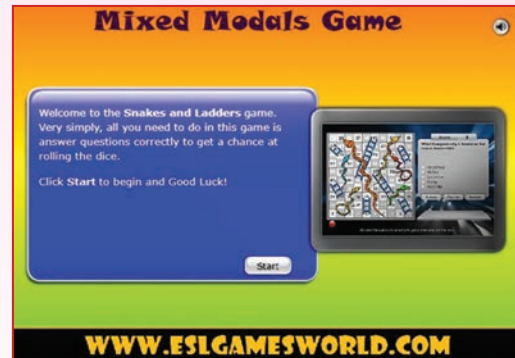 Mixed Modals Game
Welcome to the Snakes and Ladders game.
Very simply, all you need to do in this game is
answer questions correctly to get a chance at
rolling the dice.
Click Start to begin and Good Luck!
Start
WWW.ESLGAMESWORLD.COM